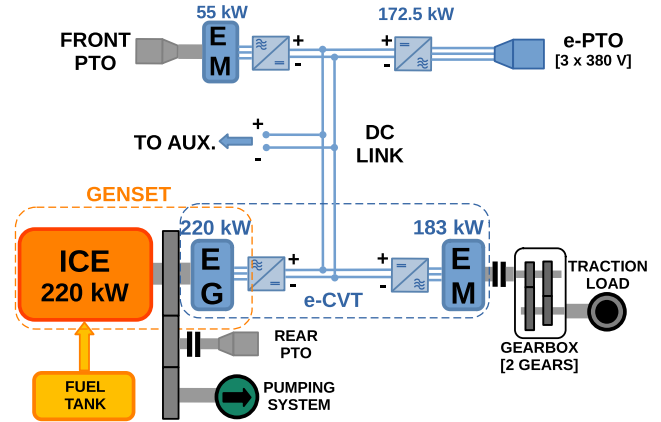 55 kW
172.5 kW
FRONT
PTO
E
M
+
-
+
-
e-PTO
[3 x 380 V]
TO AUX.
+
-
DC
LINK
GENSET
220 kW
183 kW
ICE
220 kW
E
G
+
-
e-CVT
+
-
E
M
TRACTION
LOAD
GEARBOX
[2 GEARS]
REAR
PTO
FUEL
TANK
PUMPING
SYSTEM